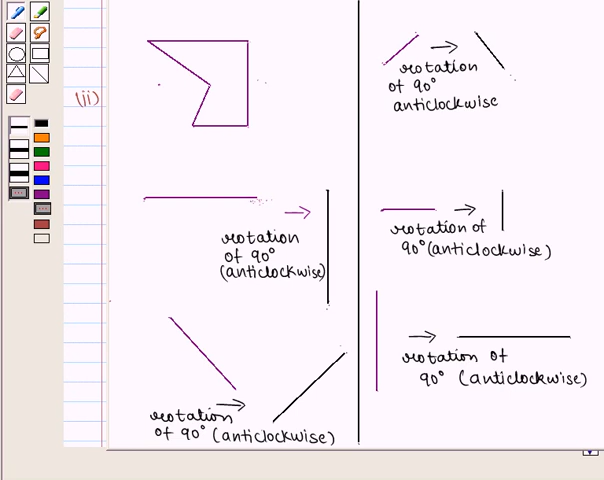 (ii)
rotation
of 90°
(anticlockwise)
rotation
of 90° (anticlockwise)
rotation
of 90°
anticlockwise
rotation of
90° (anticlockwise)
rotation of
90° (anticlockwise)